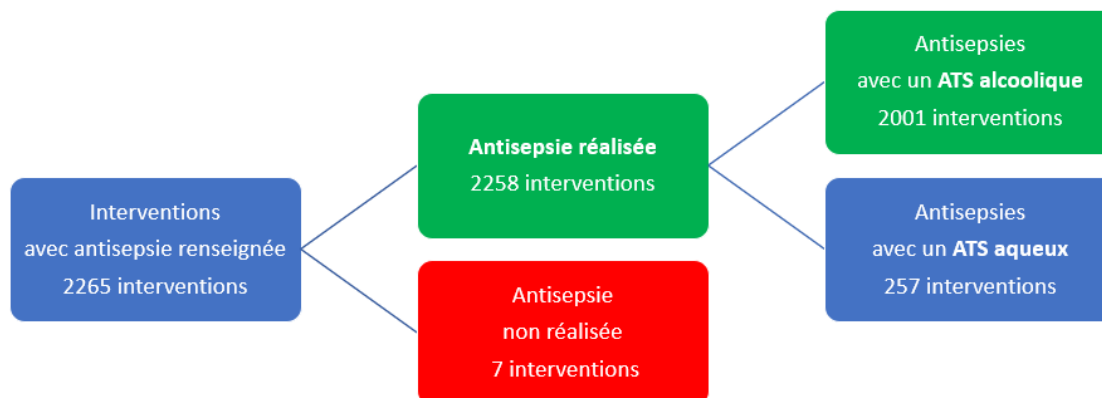 Interventions
avec antisepsie renseignée
2265 interventions
Antisepsie réalisée
2258 interventions
Antisepsie
non réalisée
7 interventions
Antisepsies
avec un ATS alcoolique
2001 interventions
Antisepsies
avec un ATS aqueux
257 interventions